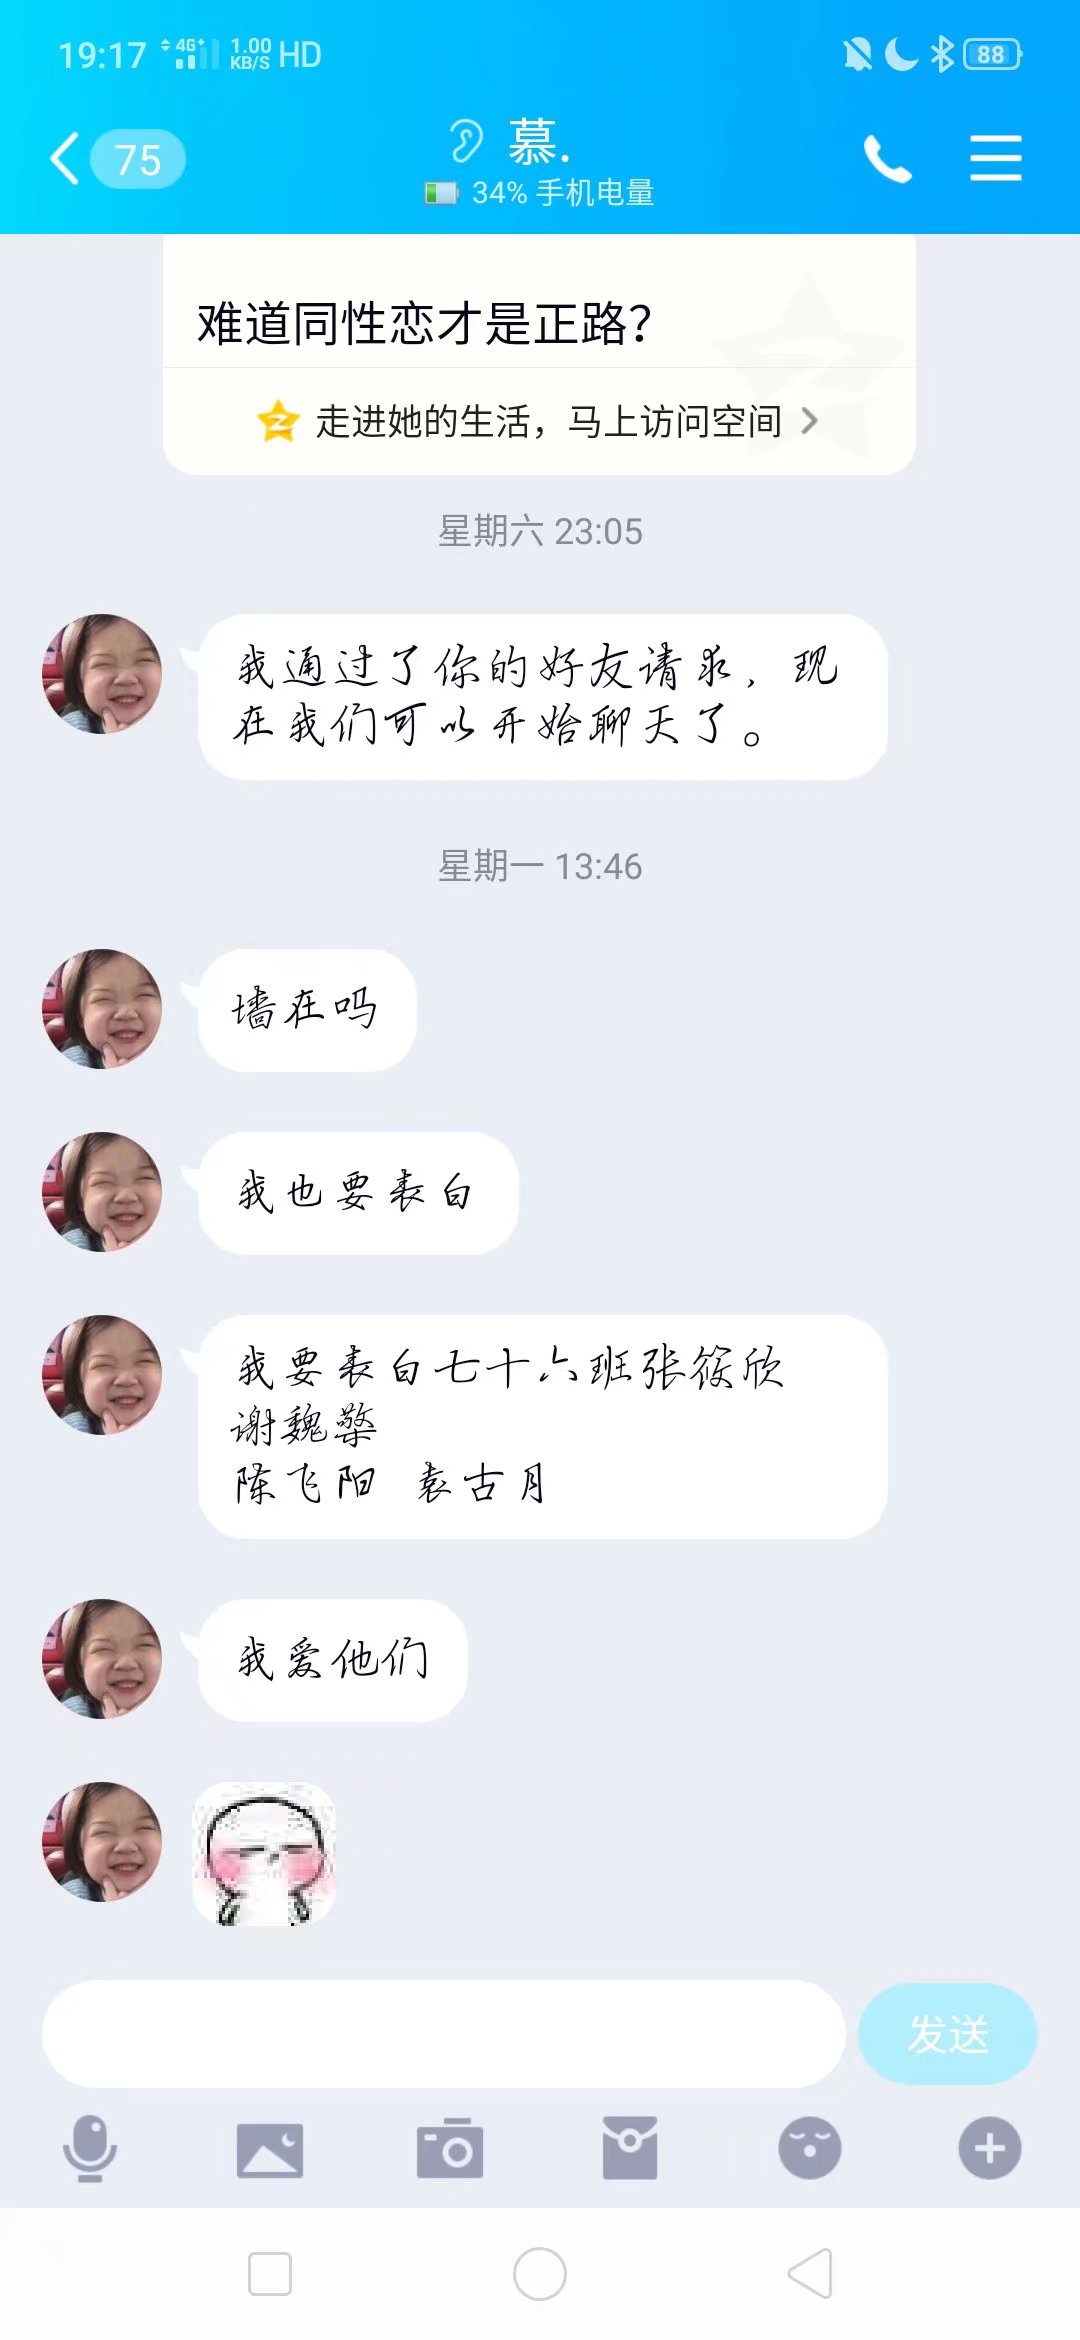 19:17 4G+ 1.00 KB/S HD 88
75 慕.
34% 手机电量
难道同性恋才是正路？
走进她的生活，马上访问空间
星期六 23:05
我通过了你的好友请求，现
在我们可以开始聊天了。
星期一 13:46
墙在吗
我也要表白
我要表白七十六班张筱欣
谢魏檠
陈飞阳 袁古月
我爱他们
发送